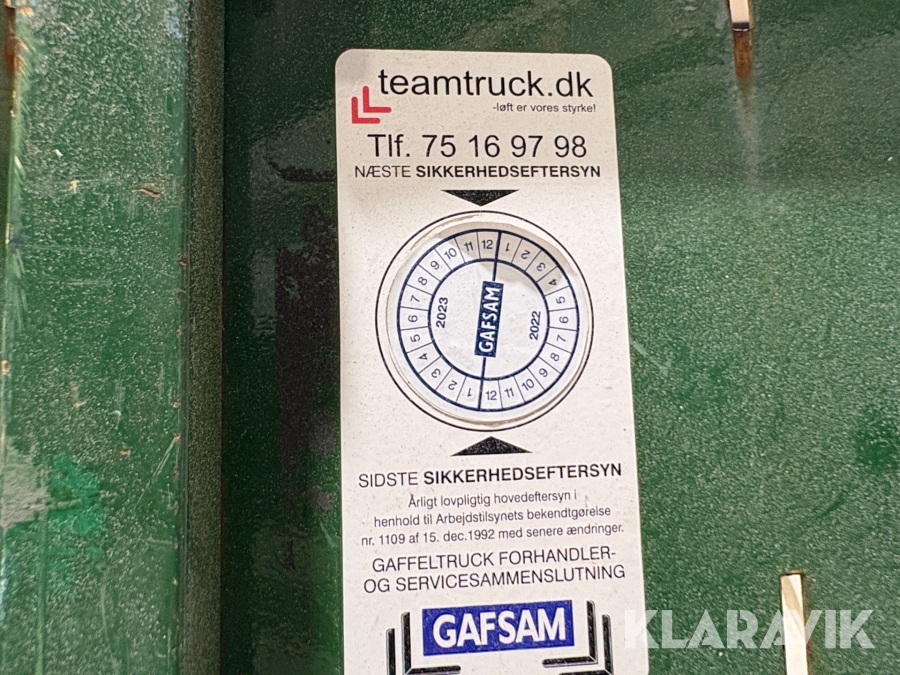 teamtruck.dk
-løft er vores styrke!
Tlf. 75 16 97 98
NÆSTE SIKKERHEDSEFTERSYN
12 1 2 3 4 5 6 7 8 9 10 11 12
1 2 3 4 5 6 7 8 9 10 11
2023
GAFSAM
2022
SIDSTE SIKKERHEDSEFTERSYN
Årligt lovpligtig hovedeftersyn i
henhold til Arbejdstilsynets bekendtgørelse
nr. 1109 af 15. dec.1992 med senere ændringer.
GAFFELTRUCK FORHANDLER-
OG SERVICESAMMENSLUTNING
GAFSAM
KLARAVIK